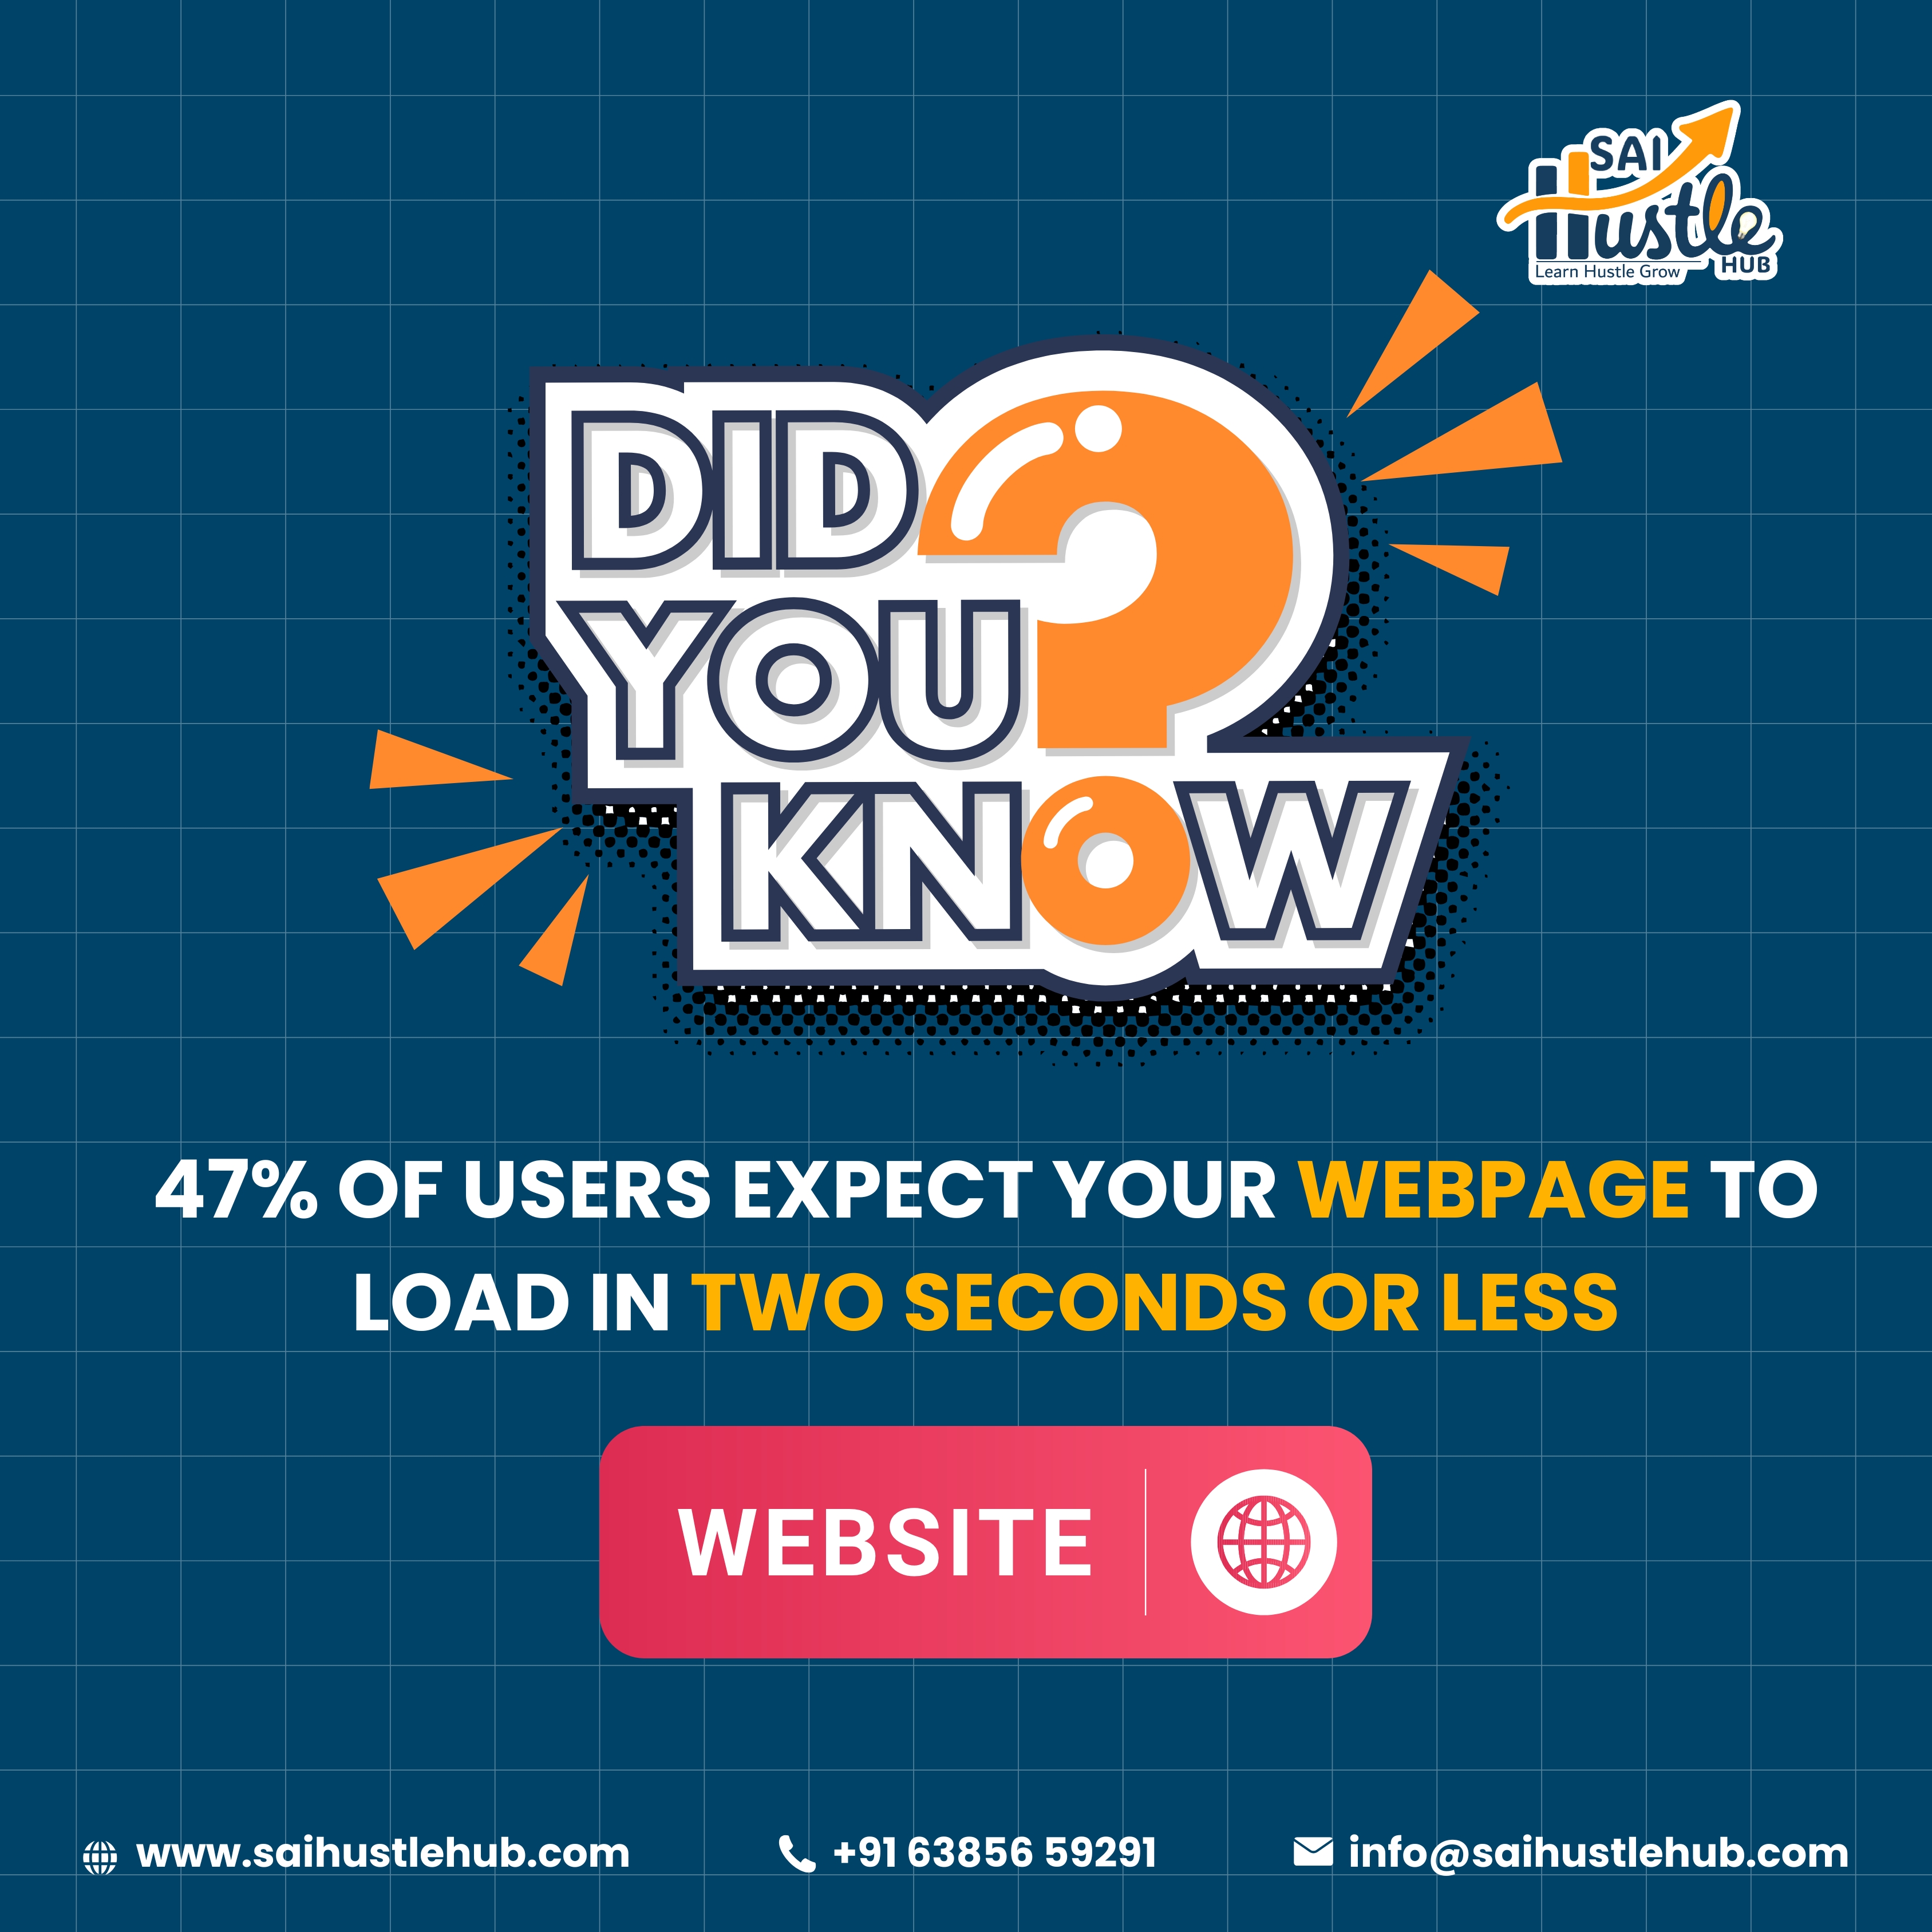 SAI
Hustle
HUB
Learn Hustle Grow
DID
YOU
KNOW
?
47% OF USERS EXPECT YOUR WEBPAGE TO
LOAD IN TWO SECONDS OR LESS
WEBSITE
www.saihustlehub.com
+91 63856 59291
info@saihustlehub.com